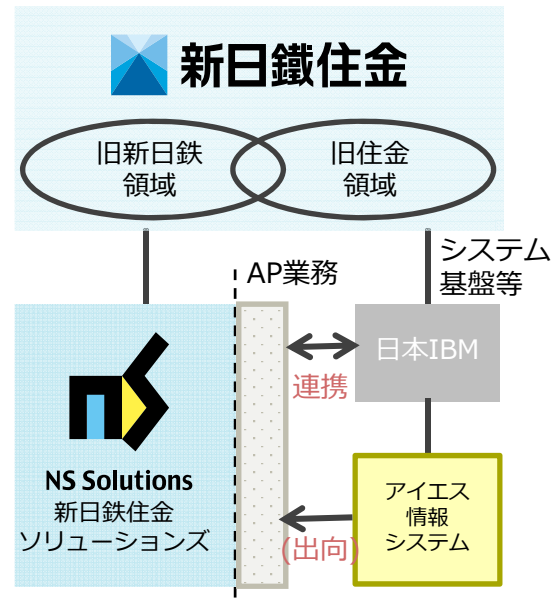 新日鐵住金
旧新日鉄
領域
旧住金
領域
システム
基盤等
AP業務
日本IBM
連携
NS Solutions
新日鉄住金
ソリューションズ
アイエス
情報
システム
(出向)